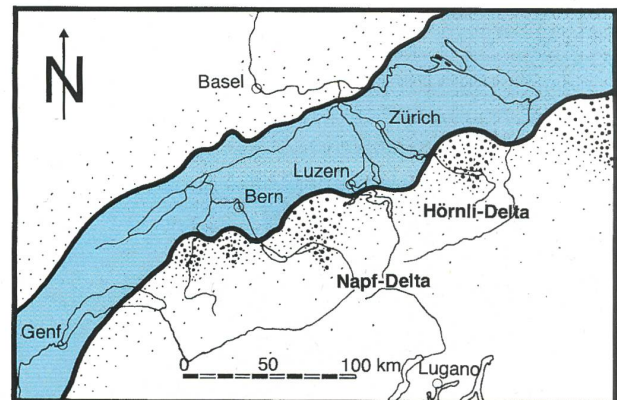 N
Basel
Zürich
Luzern
Bern
Hörnli-Delta
Napf-Delta
Genf
0 50 100 km
Lugano